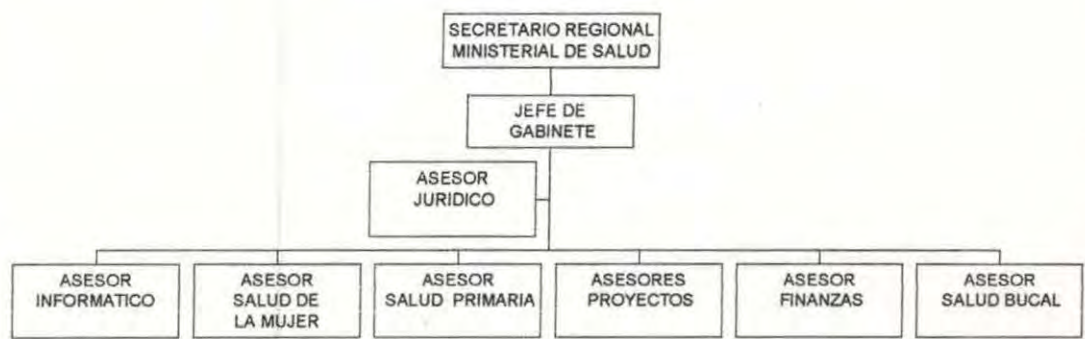 SECRETARIO REGIONAL
MINISTERIAL DE SALUD
JEFE DE
GABINETE
ASESOR
JURIDICO
ASESOR
INFORMATICO
ASESOR
SALUD DE
LA MUJER
ASESOR
SALUD PRIMARIA
ASESORES
PROYECTOS
ASESOR
FINANZAS
ASESOR
SALUD BUCAL